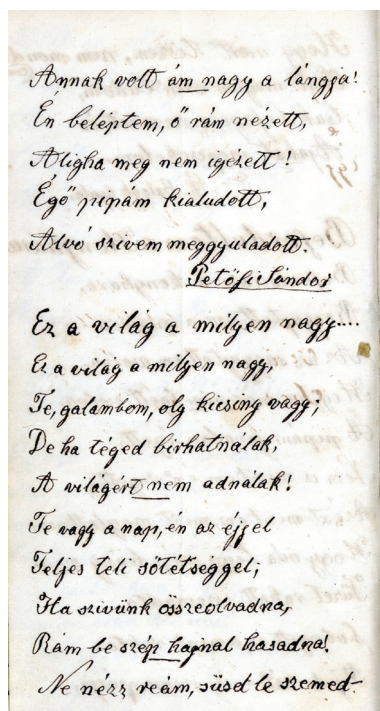 Annak volt ám nagy a lángja!
Én beléptem, ő rám nézett,
Aligha meg nem igézett!
Égő pipám kialudott,
Alvó szivem meggyuladott.
Petőfi Sándor
Ez a világ a milyen nagy....
Ez a világ a milyen nagy,
Te, galambom, oly kicsiny vagy;
De ha téged birhatnálak,
A világért nem adnálak!
Te vagy a nap, én az éjjel
Teljes teli sötétséggel;
Ha szivünk összeolvadna,
Rám be szép hajnal hasadna!
Ne nézz reám, süsd le szemed-